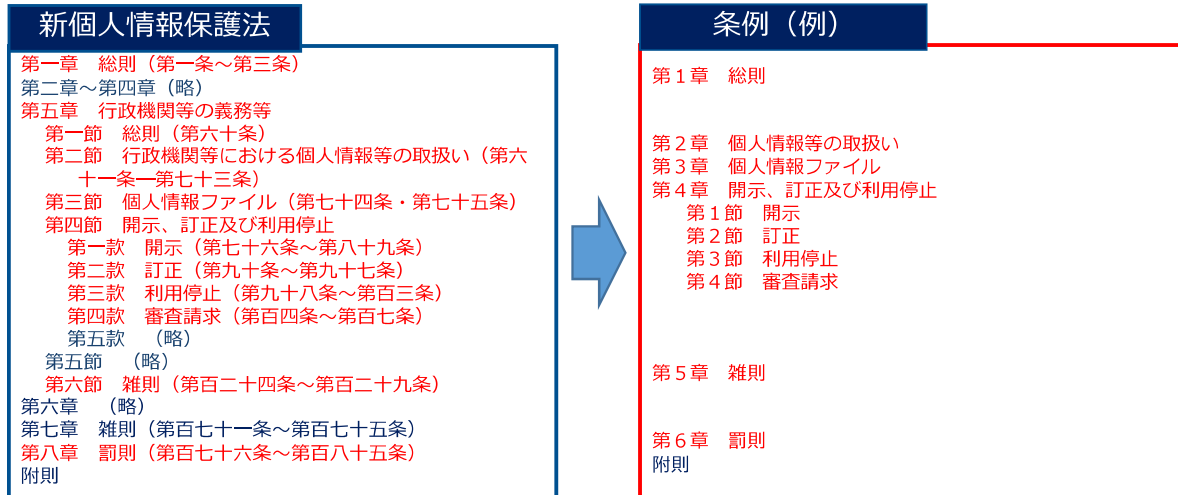 新個人情報保護法
第一章　総則（第一条～第三条）
第二章～第四章（略）
第五章　行政機関等の義務等
第一節　総則（第六十条）
第二節　行政機関等における個人情報等の取扱い（第六
十一条―第七十三条）
第三節　個人情報ファイル（第七十四条・第七十五条）
第四節　開示、訂正及び利用停止
第一款　開示（第七十六条～第八十九条）
第二款　訂正（第九十条～第九十七条）
第三款　利用停止（第九十八条～第百三条）
第四款　審査請求（第百四条～第百七条）
第五款　（略）
第五節　（略）
第六節　雑則（第百二十四条～第百二十九条）
第六章　（略）
第七章　雑則（第百七十一条～第百七十五条）
第八章　罰則（第百七十六条～第百八十五条）
附則
条例（例）
第１章　総則
第２章　個人情報等の取扱い
第３章　個人情報ファイル
第４章　開示、訂正及び利用停止
第１節　開示
第２節　訂正
第３節　利用停止
第４節　審査請求
第５章　雑則
第６章　罰則
附則